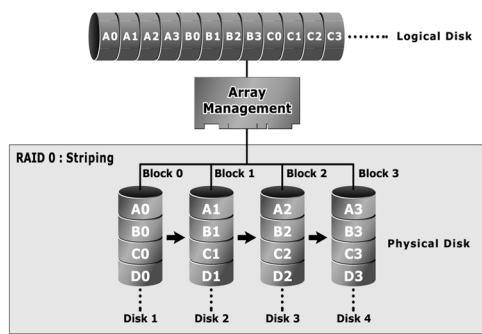 A0 A1 A2 A3 B0 B1 B2 B3 C0 C1 C2 C3 Logical Disk
Array
Management
RAID 0 : Striping
Block 0 Block 1 Block 2 Block 3
A0 A1 A2 A3
B0 B1 B2 B3
Physical Disk
C0 C1 C2 C3
D0 D1 D2 D3
Disk 1 Disk 2 Disk 3 Disk 4